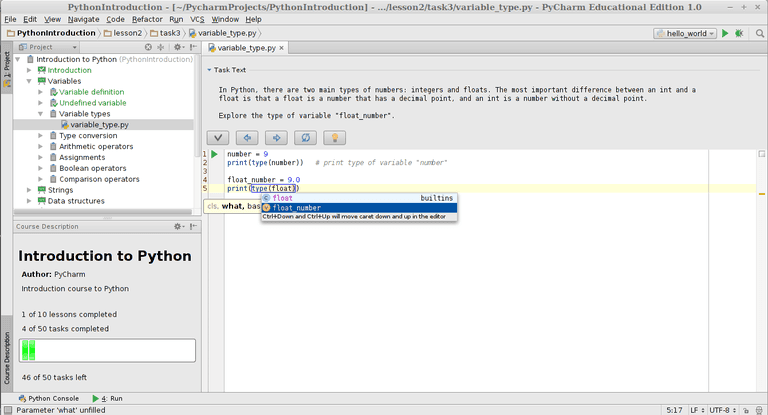 PythonIntroduction - [~/PycharmProjects/PythonIntroduction] - .../lesson2/task3/variable_type.py - PyCharm Educational Edition 1.0
File Edit View Navigate Code Refactor Run VCS Window Help
PythonIntroduction lesson2 task3 variable_type.py hello_world
1: Project
Project
variable_type.py
Introduction to Python (PythonIntroduction)
Introduction
Variables
Variable definition
Undefined variable
Variable types
variable_type.py
Type conversion
Arithmetic operators
Assignments
Boolean operators
Comparison operators
Strings
Data structures
Task Text
In Python, there are two main types of numbers: integers and floats. The most important difference between an int and a
float is that a float is a number that has a decimal point, and an int is a number without a decimal point.
Explore the type of variable "float_number".
1 number = 9
2 print(type(number)) # print type of variable "number"
3
4 float_number = 9.0
5 print(type(float))
cls, what, bas
float builtins
float_number
Ctrl+Down and Ctrl+Up will move caret down and up in the editor
Course Description
Course Description
Introduction to Python
Author: PyCharm
Introduction course to Python
1 of 10 lessons completed
4 of 50 tasks completed
46 of 50 tasks left
Python Console 4: Run
Parameter 'what' unfilled 5:17 LF UTF-8